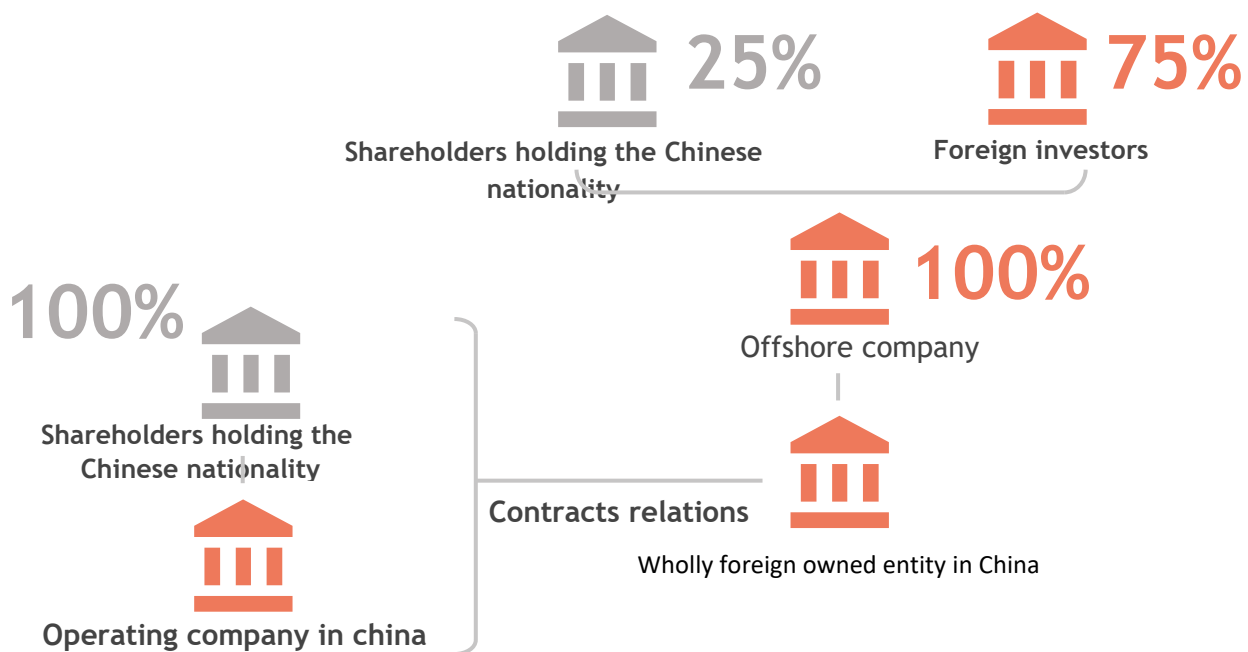 25%
75%
Shareholders holding the Chinese
nationality
Foreign investors
100%
Offshore company
100%
Shareholders holding the
Chinese nationality
Contracts relations
Wholly foreign owned entity in China
Operating company in china